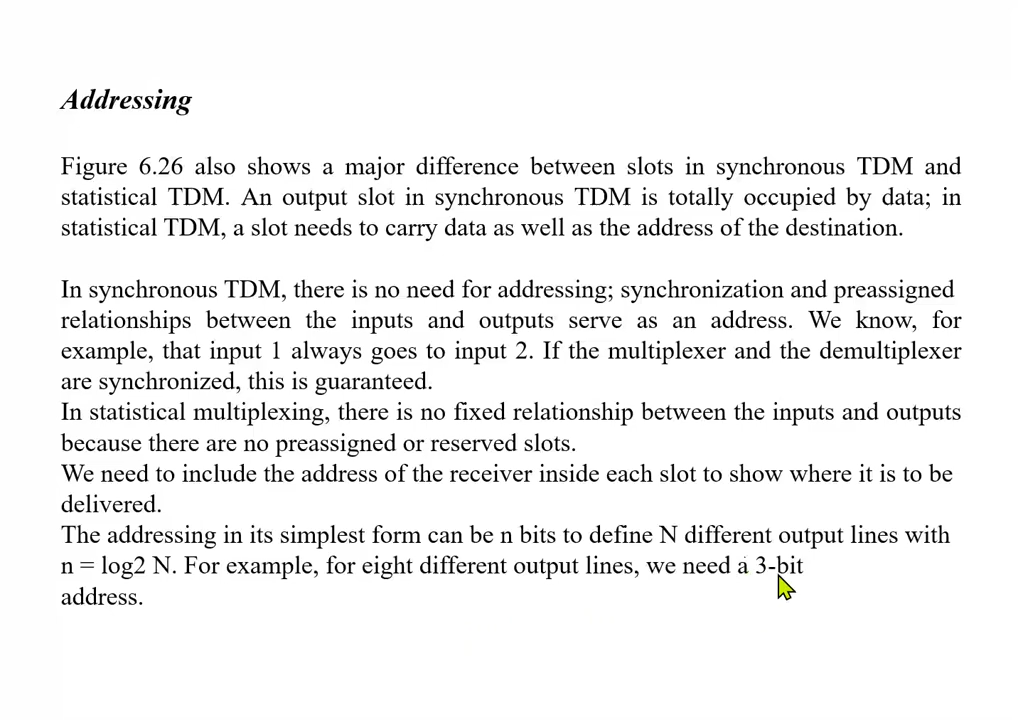 Addressing
Figure 6.26 also shows a major difference between slots in synchronous TDM and
statistical TDM. An output slot in synchronous TDM is totally occupied by data; in
statistical TDM, a slot needs to carry data as well as the address of the destination.
In synchronous TDM, there is no need for addressing; synchronization and preassigned
relationships between the inputs and outputs serve as an address. We know, for
example, that input 1 always goes to input 2. If the multiplexer and the demultiplexer
are synchronized, this is guaranteed.
In statistical multiplexing, there is no fixed relationship between the inputs and outputs
because there are no preassigned or reserved slots.
We need to include the address of the receiver inside each slot to show where it is to be
delivered.
The addressing in its simplest form can be n bits to define N different output lines with
n = log2 N. For example, for eight different output lines, we need a 3-bit
address.